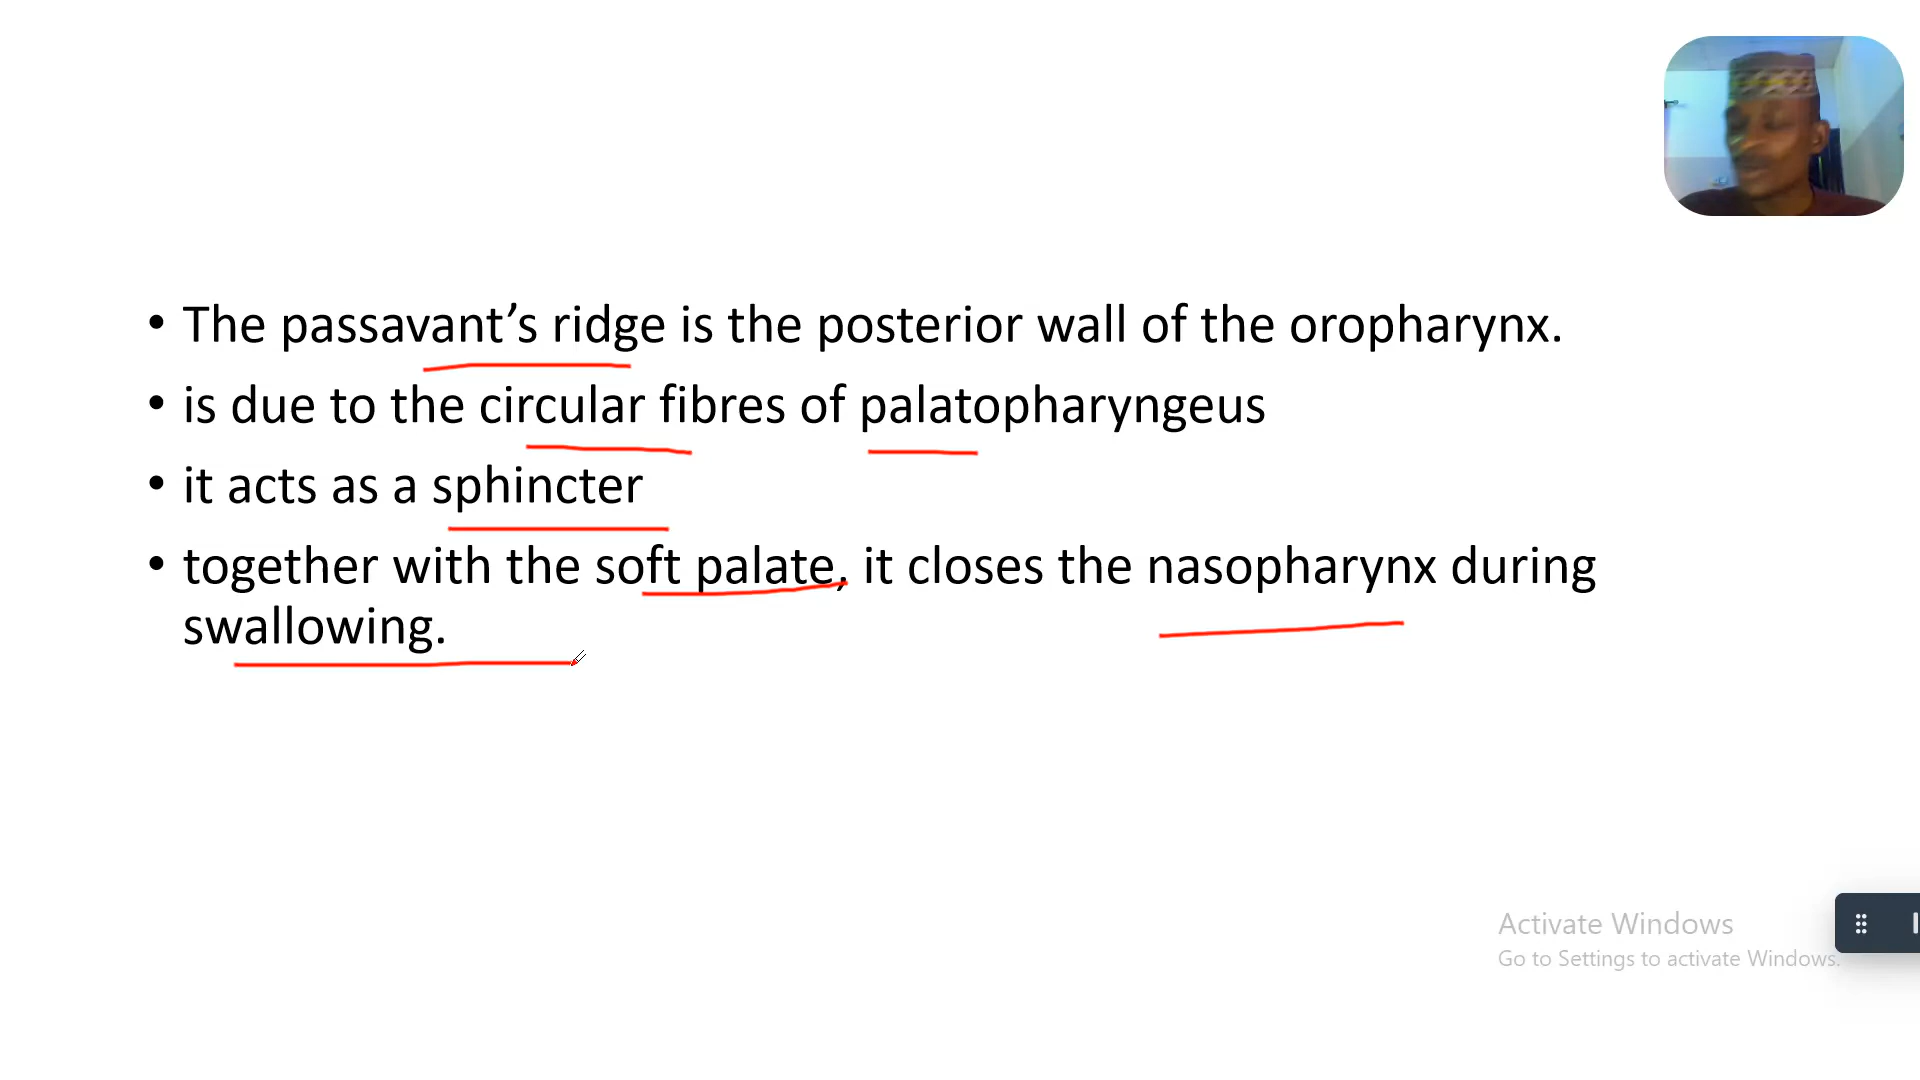 • The passavant’s ridge is the posterior wall of the oropharynx.
• is due to the circular fibres of palatopharyngeus
• it acts as a sphincter
• together with the soft palate, it closes the nasopharynx during
swallowing.
Activate Windows
Go to Settings to activate Windows.